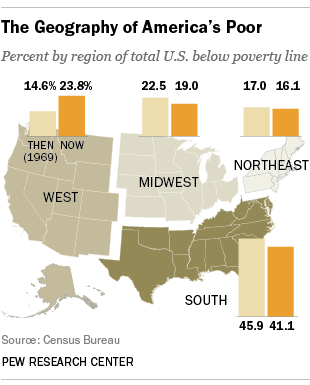 The Geography of America's Poor
Percent by region of total U.S. below poverty line
14.6% 23.8%
22.5 19.0
17.0 16.1
THEN NOW
(1969)
NORTHEAST
MIDWEST
WEST
SOUTH
45.9 41.1
Source: Census Bureau
PEW RESEARCH CENTER